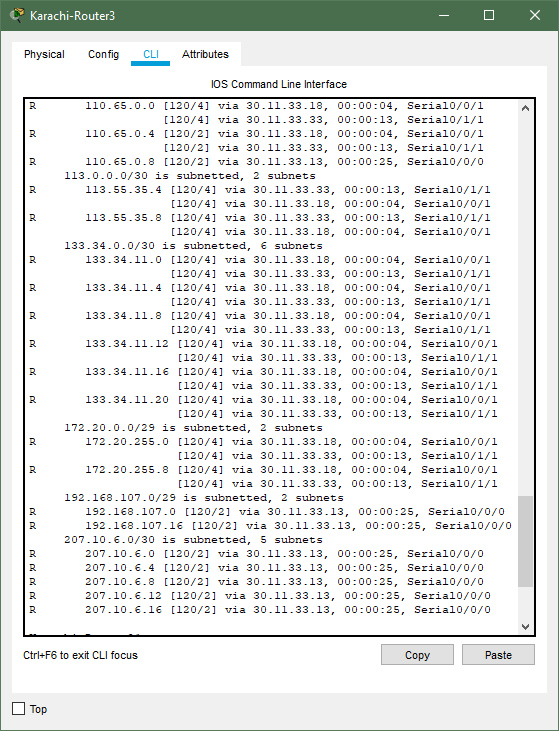 Karachi-Router3
Physical Config CLI Attributes
IOS Command Line Interface
R 110.65.0.0 [120/4] via 30.11.33.18, 00:00:04, Serial0/0/1
[120/4] via 30.11.33.33, 00:00:13, Serial0/1/1
R 110.65.0.4 [120/2] via 30.11.33.18, 00:00:04, Serial0/0/1
[120/2] via 30.11.33.33, 00:00:13, Serial0/1/1
R 110.65.0.8 [120/2] via 30.11.33.13, 00:00:25, Serial0/0/0
113.0.0.0/30 is subnetted, 2 subnets
R 113.55.35.4 [120/4] via 30.11.33.33, 00:00:13, Serial0/1/1
[120/4] via 30.11.33.18, 00:00:04, Serial0/0/1
R 113.55.35.8 [120/4] via 30.11.33.33, 00:00:13, Serial0/1/1
[120/4] via 30.11.33.18, 00:00:04, Serial0/0/1
133.34.0.0/30 is subnetted, 6 subnets
R 133.34.11.0 [120/4] via 30.11.33.18, 00:00:04, Serial0/0/1
[120/4] via 30.11.33.33, 00:00:13, Serial0/1/1
R 133.34.11.4 [120/4] via 30.11.33.18, 00:00:04, Serial0/0/1
[120/4] via 30.11.33.33, 00:00:13, Serial0/1/1
R 133.34.11.8 [120/4] via 30.11.33.18, 00:00:04, Serial0/0/1
[120/4] via 30.11.33.33, 00:00:13, Serial0/1/1
R 133.34.11.12 [120/4] via 30.11.33.18, 00:00:04, Serial0/0/1
[120/4] via 30.11.33.33, 00:00:13, Serial0/1/1
R 133.34.11.16 [120/4] via 30.11.33.18, 00:00:04, Serial0/0/1
[120/4] via 30.11.33.33, 00:00:13, Serial0/1/1
R 133.34.11.20 [120/4] via 30.11.33.18, 00:00:04, Serial0/0/1
[120/4] via 30.11.33.33, 00:00:13, Serial0/1/1
172.20.0.0/29 is subnetted, 2 subnets
R 172.20.255.0 [120/4] via 30.11.33.18, 00:00:04, Serial0/0/1
[120/4] via 30.11.33.33, 00:00:13, Serial0/1/1
R 172.20.255.8 [120/4] via 30.11.33.18, 00:00:04, Serial0/0/1
[120/4] via 30.11.33.33, 00:00:13, Serial0/1/1
192.168.107.0/29 is subnetted, 2 subnets
R 192.168.107.0 [120/2] via 30.11.33.13, 00:00:25, Serial0/0/0
R 192.168.107.16 [120/2] via 30.11.33.13, 00:00:25, Serial0/0/0
207.10.6.0/30 is subnetted, 5 subnets
R 207.10.6.0 [120/2] via 30.11.33.13, 00:00:25, Serial0/0/0
R 207.10.6.4 [120/2] via 30.11.33.13, 00:00:25, Serial0/0/0
R 207.10.6.8 [120/2] via 30.11.33.13, 00:00:25, Serial0/0/0
R 207.10.6.12 [120/2] via 30.11.33.13, 00:00:25, Serial0/0/0
R 207.10.6.16 [120/2] via 30.11.33.13, 00:00:25, Serial0/0/0
Ctrl+F6 to exit CLI focus
Copy Paste
Top